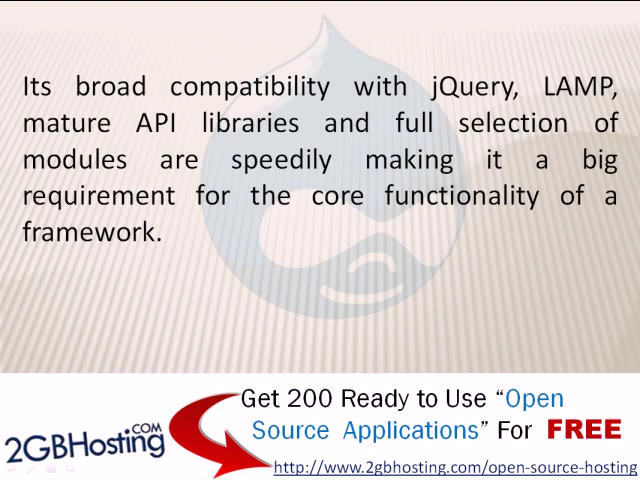 Its broad compatibility with jQuery, LAMP,
mature API libraries and full selection of
modules are speedily making it a big
requirement for the core functionality of a
framework.
Get 200 Ready to Use “Open
Source Applications” For FREE
2GBHosting.COM
http://www.2gbhosting.com/open-source-hosting